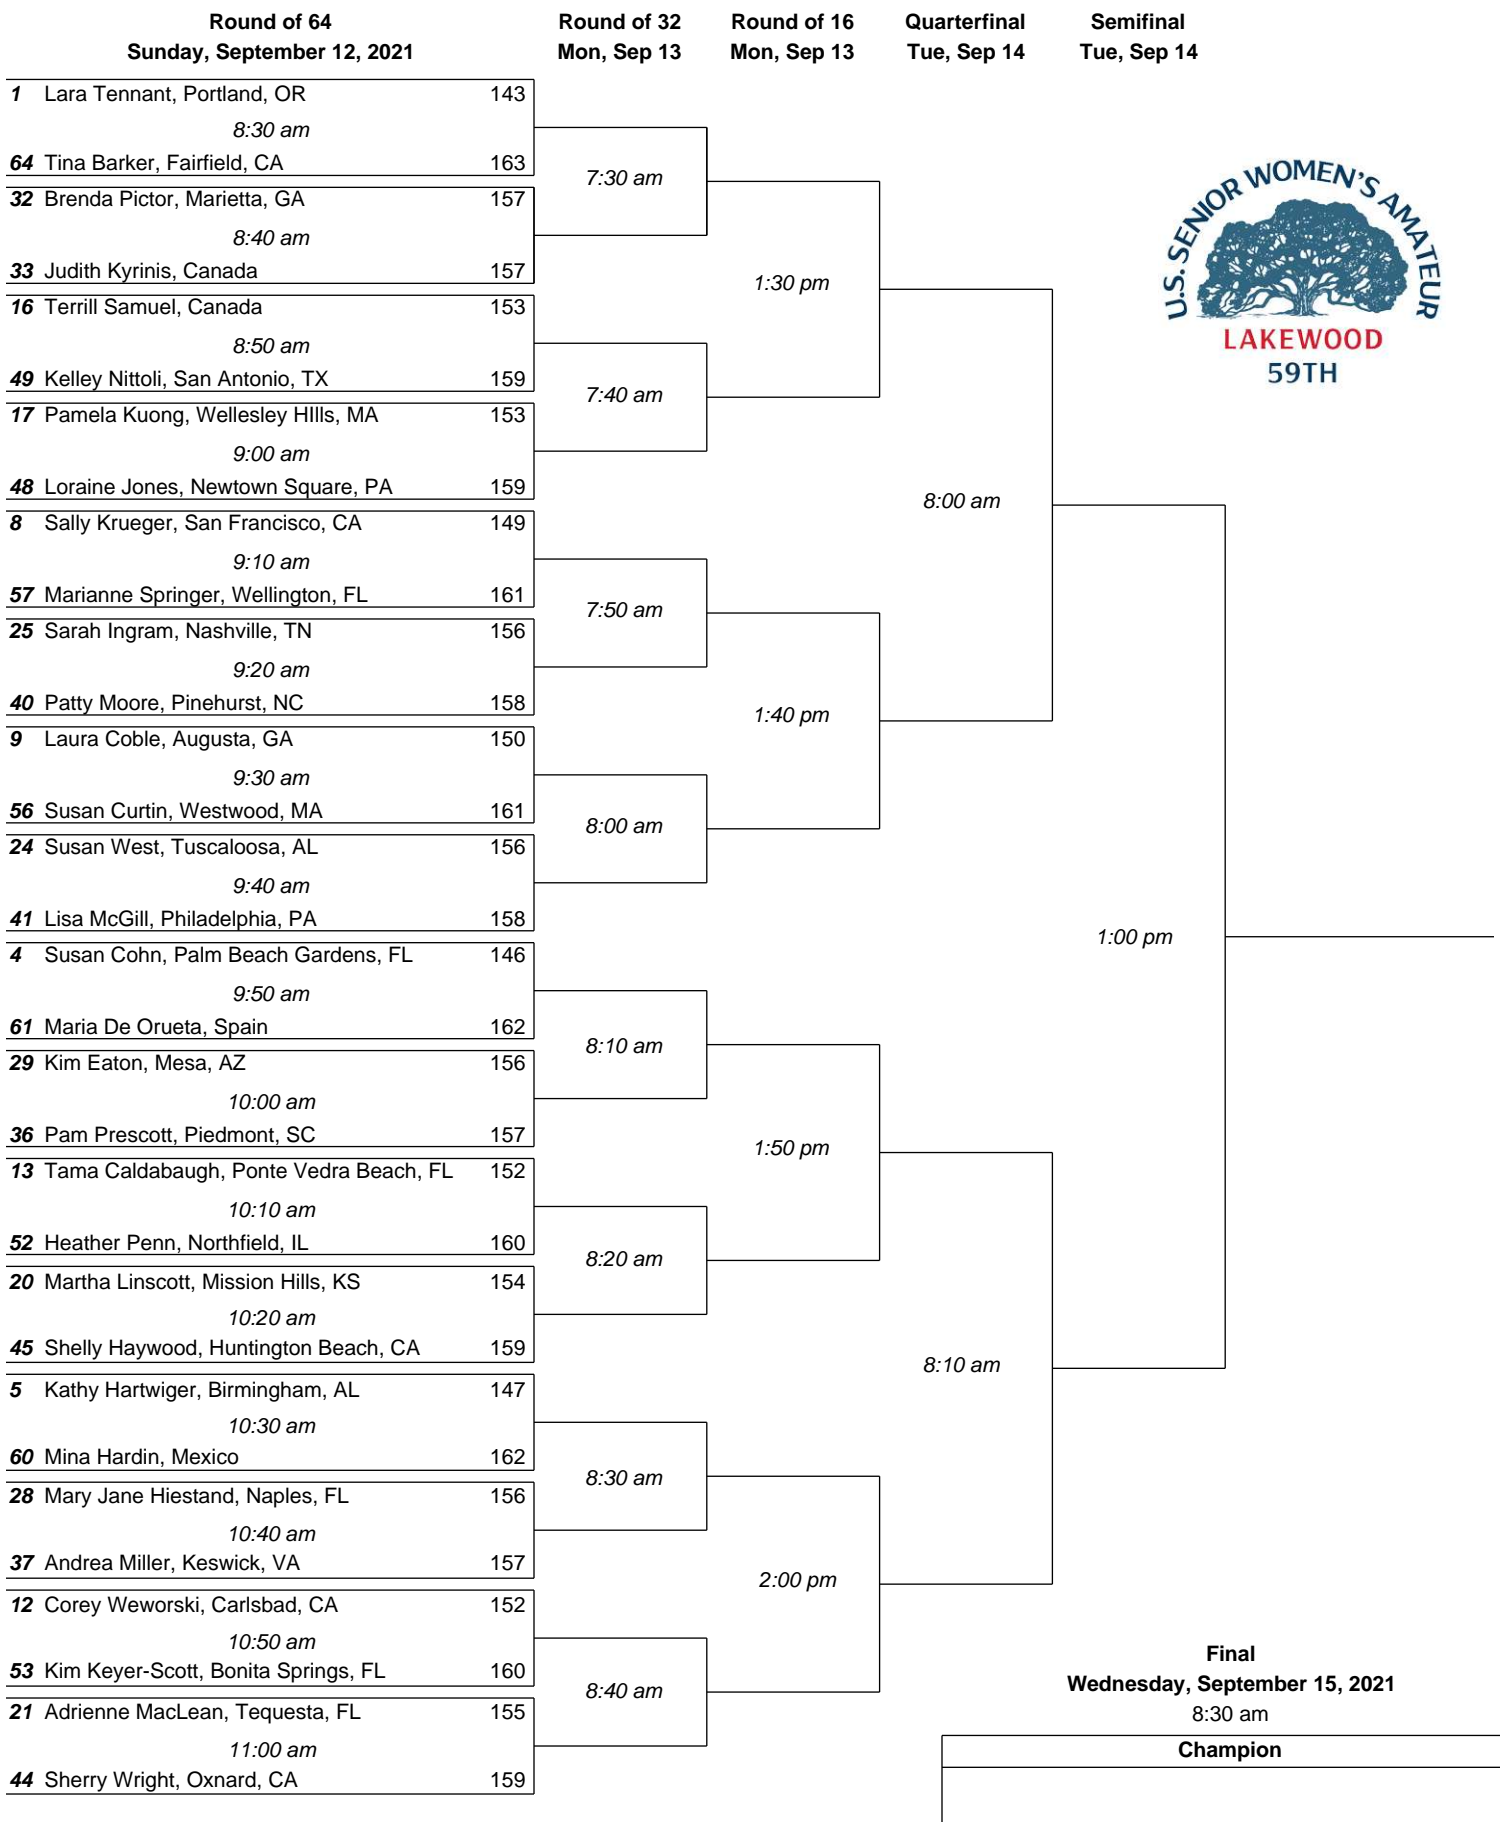 Round of 64 Round of 32 Round of 16 Quarterfinal Semifinal
Sunday, September 12, 2021 Mon, Sep 13 Mon, Sep 13 Tue, Sep 14 Tue, Sep 14
1 Lara Tennant, Portland, OR 143
8:30 am
64 Tina Barker, Fairfield, CA 163
7:30 am
32 Brenda Pictor, Marietta, GA 157
8:40 am
33 Judith Kyrinis, Canada 157
1:30 pm
U.S. SENIOR WOMEN'S AMATEUR
LAKEWOOD
59TH
16 Terrill Samuel, Canada 153
8:50 am
49 Kelley Nittoli, San Antonio, TX 159
7:40 am
17 Pamela Kuong, Wellesley HIlls, MA 153
9:00 am
48 Loraine Jones, Newtown Square, PA 159
8:00 am
8 Sally Krueger, San Francisco, CA 149
9:10 am
57 Marianne Springer, Wellington, FL 161
7:50 am
25 Sarah Ingram, Nashville, TN 156
9:20 am
40 Patty Moore, Pinehurst, NC 158
1:40 pm
9 Laura Coble, Augusta, GA 150
9:30 am
56 Susan Curtin, Westwood, MA 161
8:00 am
24 Susan West, Tuscaloosa, AL 156
9:40 am
41 Lisa McGill, Philadelphia, PA 158
1:00 pm
4 Susan Cohn, Palm Beach Gardens, FL 146
9:50 am
61 Maria De Orueta, Spain 162
8:10 am
29 Kim Eaton, Mesa, AZ 156
10:00 am
36 Pam Prescott, Piedmont, SC 157
1:50 pm
13 Tama Caldabaugh, Ponte Vedra Beach, FL 152
10:10 am
52 Heather Penn, Northfield, IL 160
8:20 am
20 Martha Linscott, Mission Hills, KS 154
10:20 am
45 Shelly Haywood, Huntington Beach, CA 159
8:10 am
5 Kathy Hartwiger, Birmingham, AL 147
10:30 am
60 Mina Hardin, Mexico 162
8:30 am
28 Mary Jane Hiestand, Naples, FL 156
10:40 am
37 Andrea Miller, Keswick, VA 157
2:00 pm
12 Corey Weworski, Carlsbad, CA 152
10:50 am
53 Kim Keyer-Scott, Bonita Springs, FL 160
8:40 am
21 Adrienne MacLean, Tequesta, FL 155
11:00 am
44 Sherry Wright, Oxnard, CA 159
Final
Wednesday, September 15, 2021
8:30 am
Champion